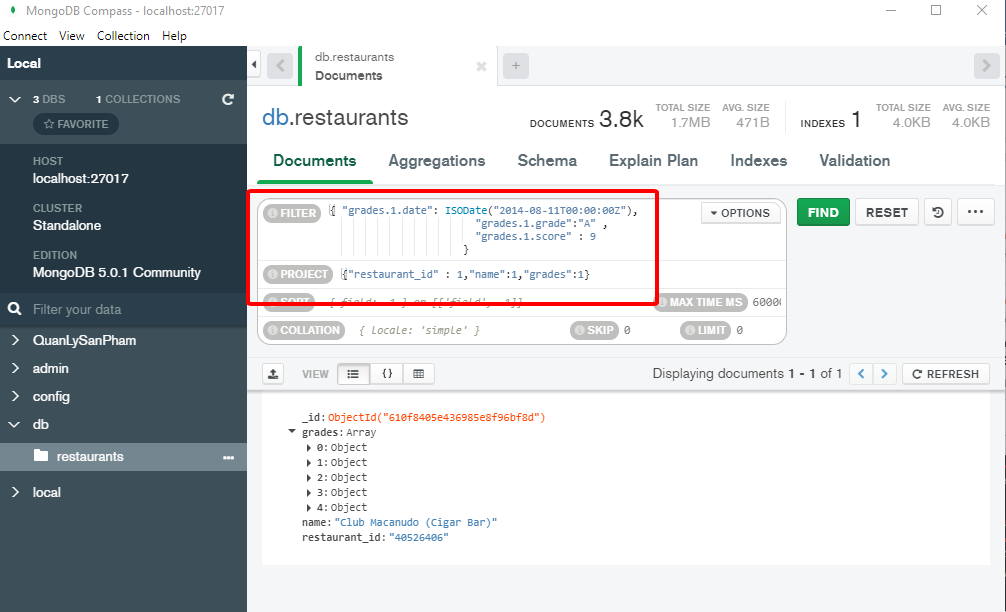 MongoDB Compass - localhost:27017
Connect View Collection Help
Local
3 DBS 1 COLLECTIONS
FAVORITE
HOST
localhost:27017
CLUSTER
Standalone
EDITION
MongoDB 5.0.1 Community
Filter your data
QuanLySanPham
admin
config
db
restaurants
local
db.restaurants
Documents
db.restaurants
DOCUMENTS 3.8k
TOTAL SIZE AVG. SIZE
1.7MB 471B
INDEXES 1
TOTAL SIZE AVG. SIZE
4.0KB 4.0KB
Documents Aggregations Schema Explain Plan Indexes Validation
FILTER { "grades.1.date": ISODate("2014-08-11T00:00:00Z"),
"grades.1.grade":"A" ,
"grades.1.score" : 9
}
OPTIONS
FIND RESET
PROJECT {"restaurant_id" : 1,"name":1,"grades":1}
SORT { field: -1 } or [['field', -1]]
MAX TIME MS 60000
COLLATION { locale: 'simple' } SKIP 0 LIMIT 0
VIEW {} Displaying documents 1 - 1 of 1 REFRESH
_id:ObjectId("610f8405e436985e8f96bf8d")
grades:Array
0:Object
1:Object
2:Object
3:Object
4:Object
name:"Club Macanudo (Cigar Bar)"
restaurant_id:"40526406"